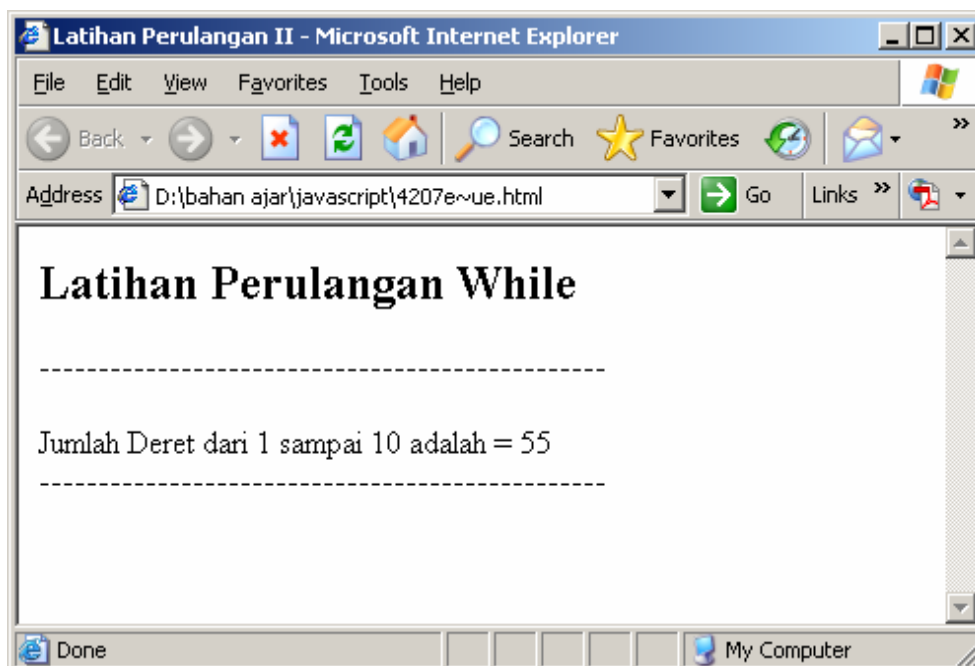 Latihan Perulangan II - Microsoft Internet Explorer
File Edit View Favorites Tools Help
Back Search Favorites »
Address D:\bahan ajar\javascript\4207e~ue.html Go Links »
Latihan Perulangan While
------------------------------------------------
Jumlah Deret dari 1 sampai 10 adalah = 55
------------------------------------------------
Done My Computer